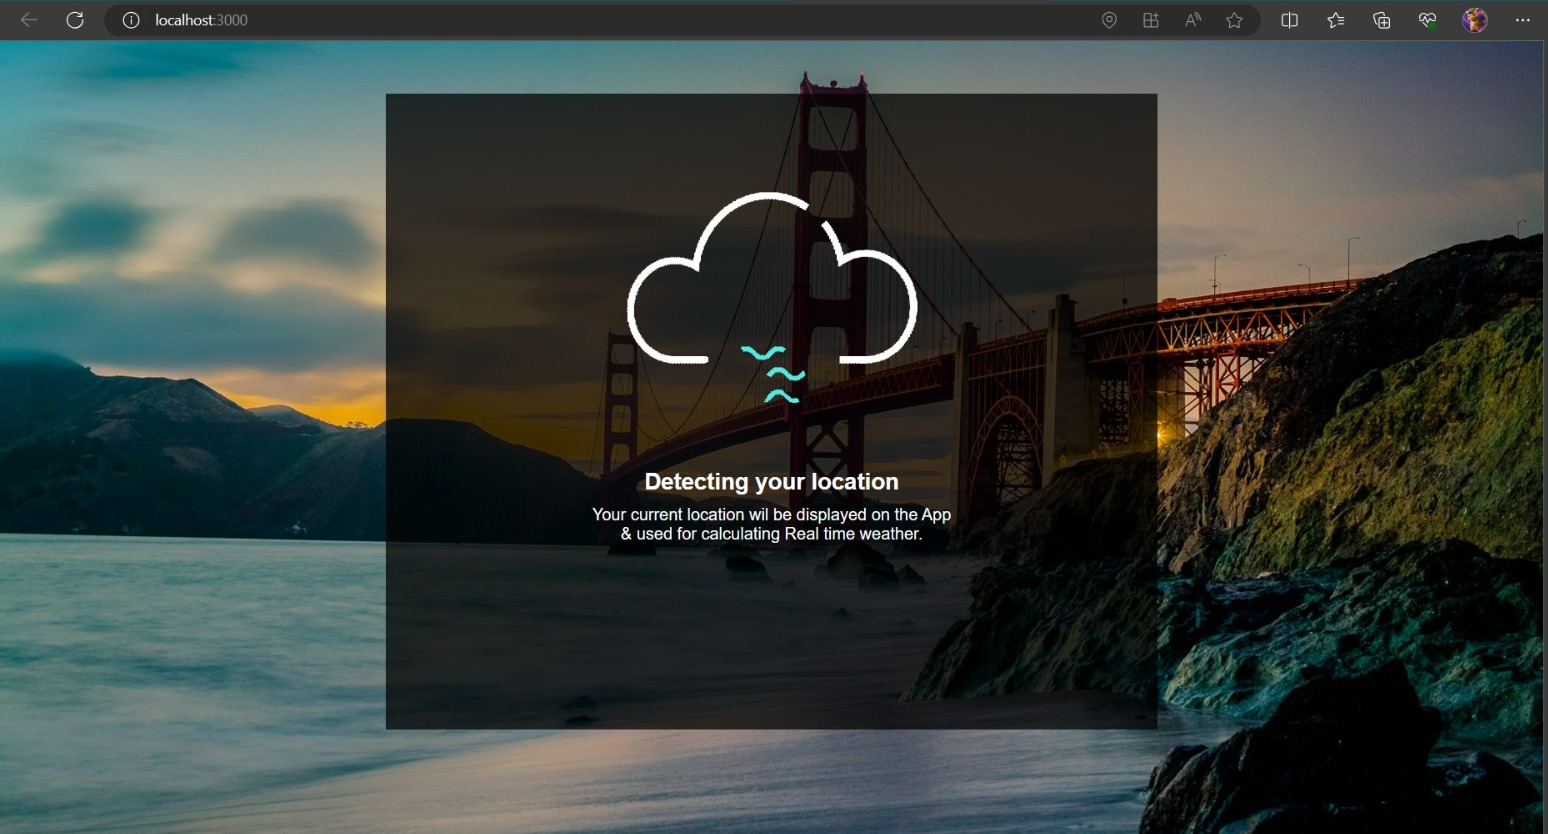 localhost:3000
Detecting your location
Your current location wil be displayed on the App
& used for calculating Real time weather.